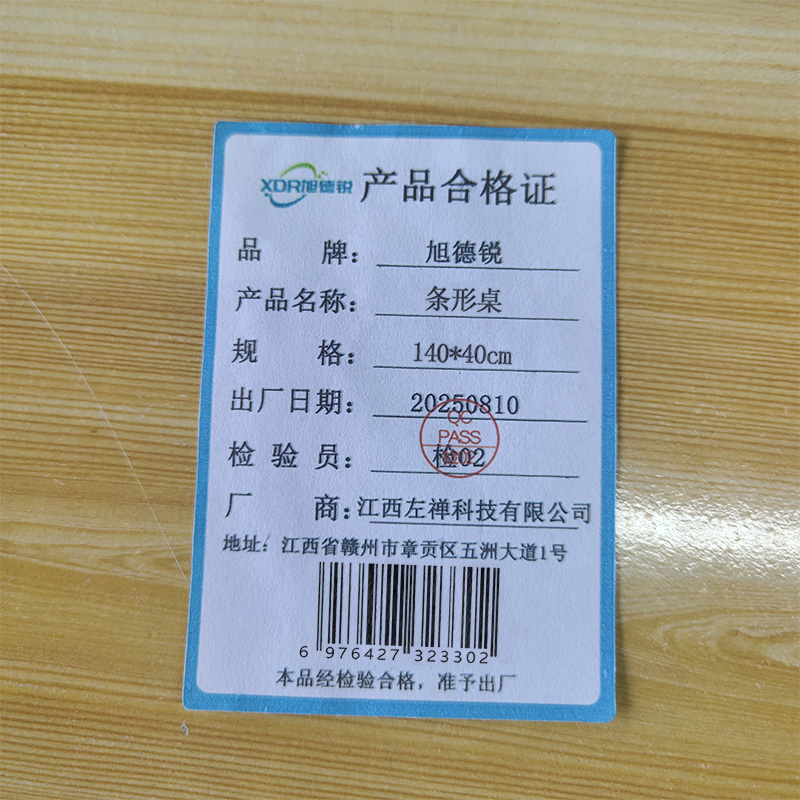 XDR旭德锐 产品合格证
品 牌： 旭德锐
产品名称： 条形桌
规 格： 140*40cm
出厂日期： 20250810
QC
PASS
检验员： 检02
厂 商：江西左禅科技有限公司
地址：江西省赣州市章贡区五洲大道1号
6 976427 323302
本品经检验合格，准予出厂